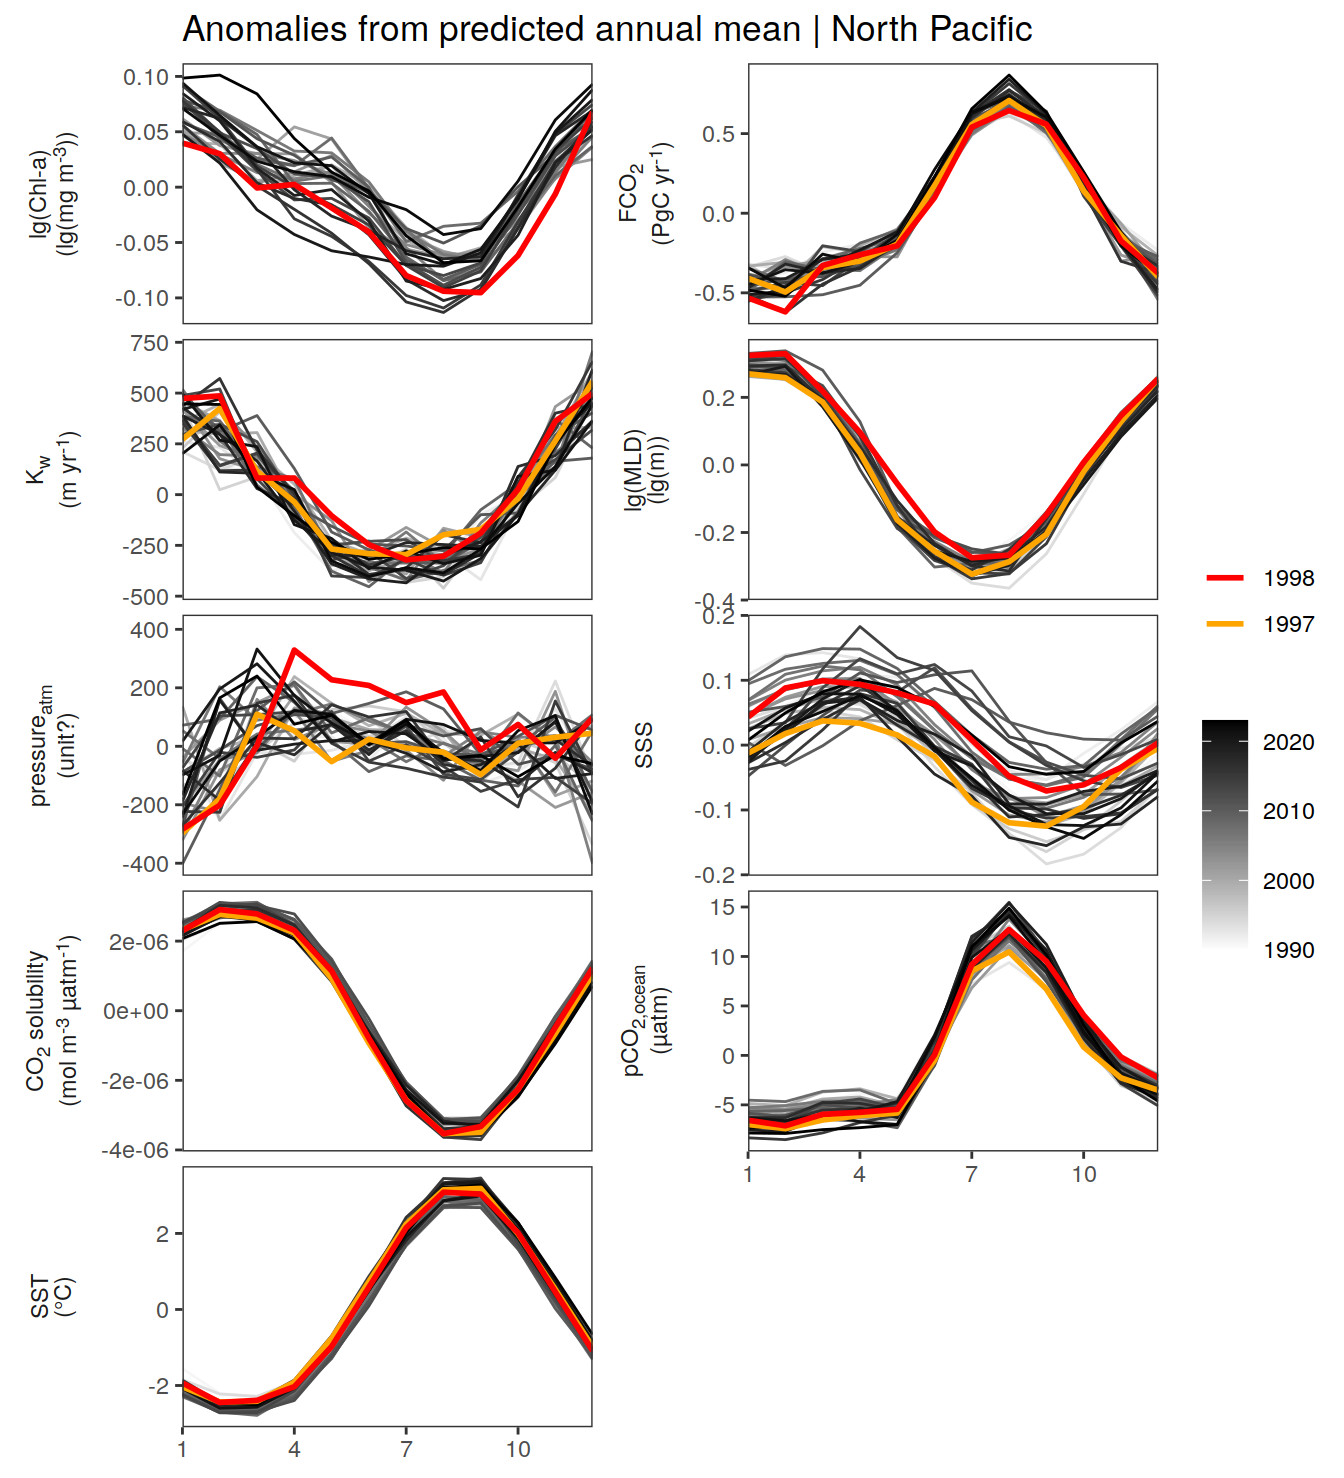 Anomalies from predicted annual mean | North Pacific
lg(Chl-a)
(lg(mg m⁻³))
0.10
0.05
0.00
-0.05
-0.10
FCO₂
(PgC yr⁻¹)
0.5
0.0
-0.5
K_w
(m yr⁻¹)
750
500
250
0
-250
-500
lg(MLD)
(lg(m))
0.2
0.0
-0.2
-0.4
pressure_atm
(unit?)
400
200
0
-200
-400
SSS
0.2
0.1
0.0
-0.1
-0.2
CO₂ solubility
(mol m⁻³ µatm⁻¹)
2e-06
0e+00
-2e-06
-4e-06
pCO₂,ocean
(µatm)
15
10
5
0
-5
1
4
7
10
SST
(°C)
2
0
-2
1
4
7
10
1998
1997
2020
2010
2000
1990